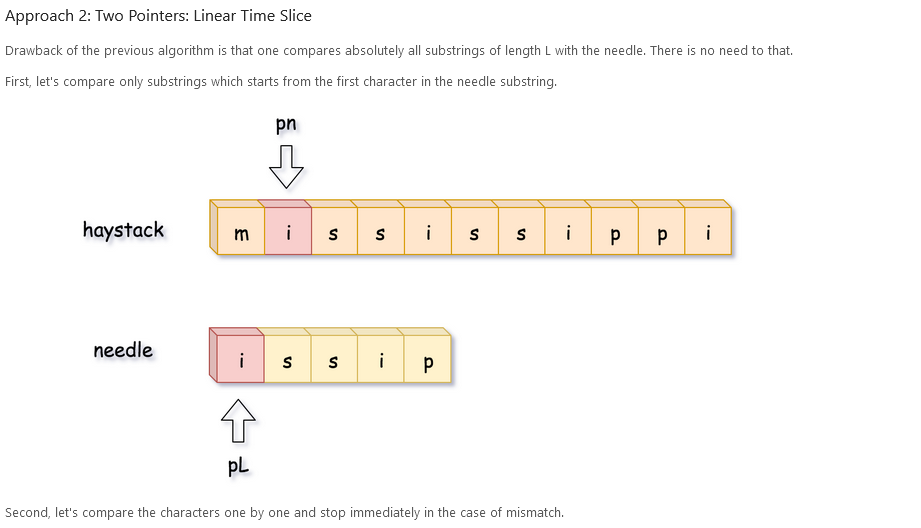 Approach 2: Two Pointers: Linear Time Slice
Drawback of the previous algorithm is that one compares absolutely all substrings of length L with the needle. There is no need to that.
First, let's compare only substrings which starts from the first character in the needle substring.
pn
haystack m i s s i s s i p p i
needle i s s i p
pL
Second, let's compare the characters one by one and stop immediately in the case of mismatch.